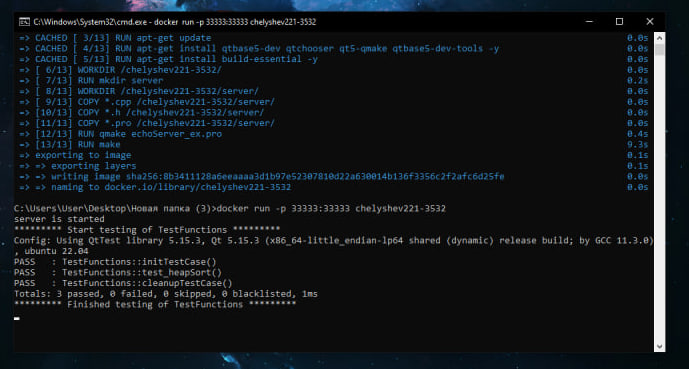 C:\Windows\System32\cmd.exe - docker run -p 33333:33333 chelyshev221-3532
=> CACHED [ 3/13] RUN apt-get update 0.0s
=> CACHED [ 4/13] RUN apt-get install qtbase5-dev qtchooser qt5-qmake qtbase5-dev-tools -y 0.0s
=> CACHED [ 5/13] RUN apt-get install build-essential -y 0.0s
=> [ 6/13] WORKDIR /chelyshev221-3532/ 0.0s
=> [ 7/13] RUN mkdir server 0.2s
=> [ 8/13] WORKDIR /chelyshev221-3532/server/ 0.0s
=> [ 9/13] COPY *.cpp /chelyshev221-3532/server/ 0.0s
=> [10/13] COPY *.h /chelyshev221-3532/server/ 0.0s
=> [11/13] COPY *.pro /chelyshev221-3532/server/ 0.0s
=> [12/13] RUN qmake echoServer_ex.pro 0.4s
=> [13/13] RUN make 9.3s
=> exporting to image 0.1s
=> => exporting layers 0.1s
=> => writing image sha256:8b3411128a6eeaaaa3d1b97e52307810d22a630014b136f3356c2f2afc6d25fe 0.0s
=> => naming to docker.io/library/chelyshev221-3532 0.0s
C:\Users\User\Desktop\Новая папка (3)>docker run -p 33333:33333 chelyshev221-3532
server is started
********* Start testing of TestFunctions *********
Config: Using QtTest library 5.15.3, Qt 5.15.3 (x86_64-little_endian-lp64 shared (dynamic) release build; by GCC 11.3.0)
, ubuntu 22.04
PASS : TestFunctions::initTestCase()
PASS : TestFunctions::test_heapSort()
PASS : TestFunctions::cleanupTestCase()
Totals: 3 passed, 0 failed, 0 skipped, 0 blacklisted, 1ms
********* Finished testing of TestFunctions *********